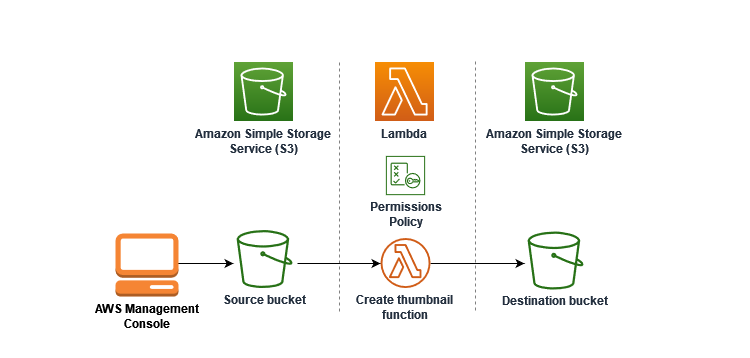 Amazon Simple Storage
Service (S3)
Lambda
Amazon Simple Storage
Service (S3)
Permissions
Policy
AWS Management
Console
Source bucket
Create thumbnail
function
Destination bucket